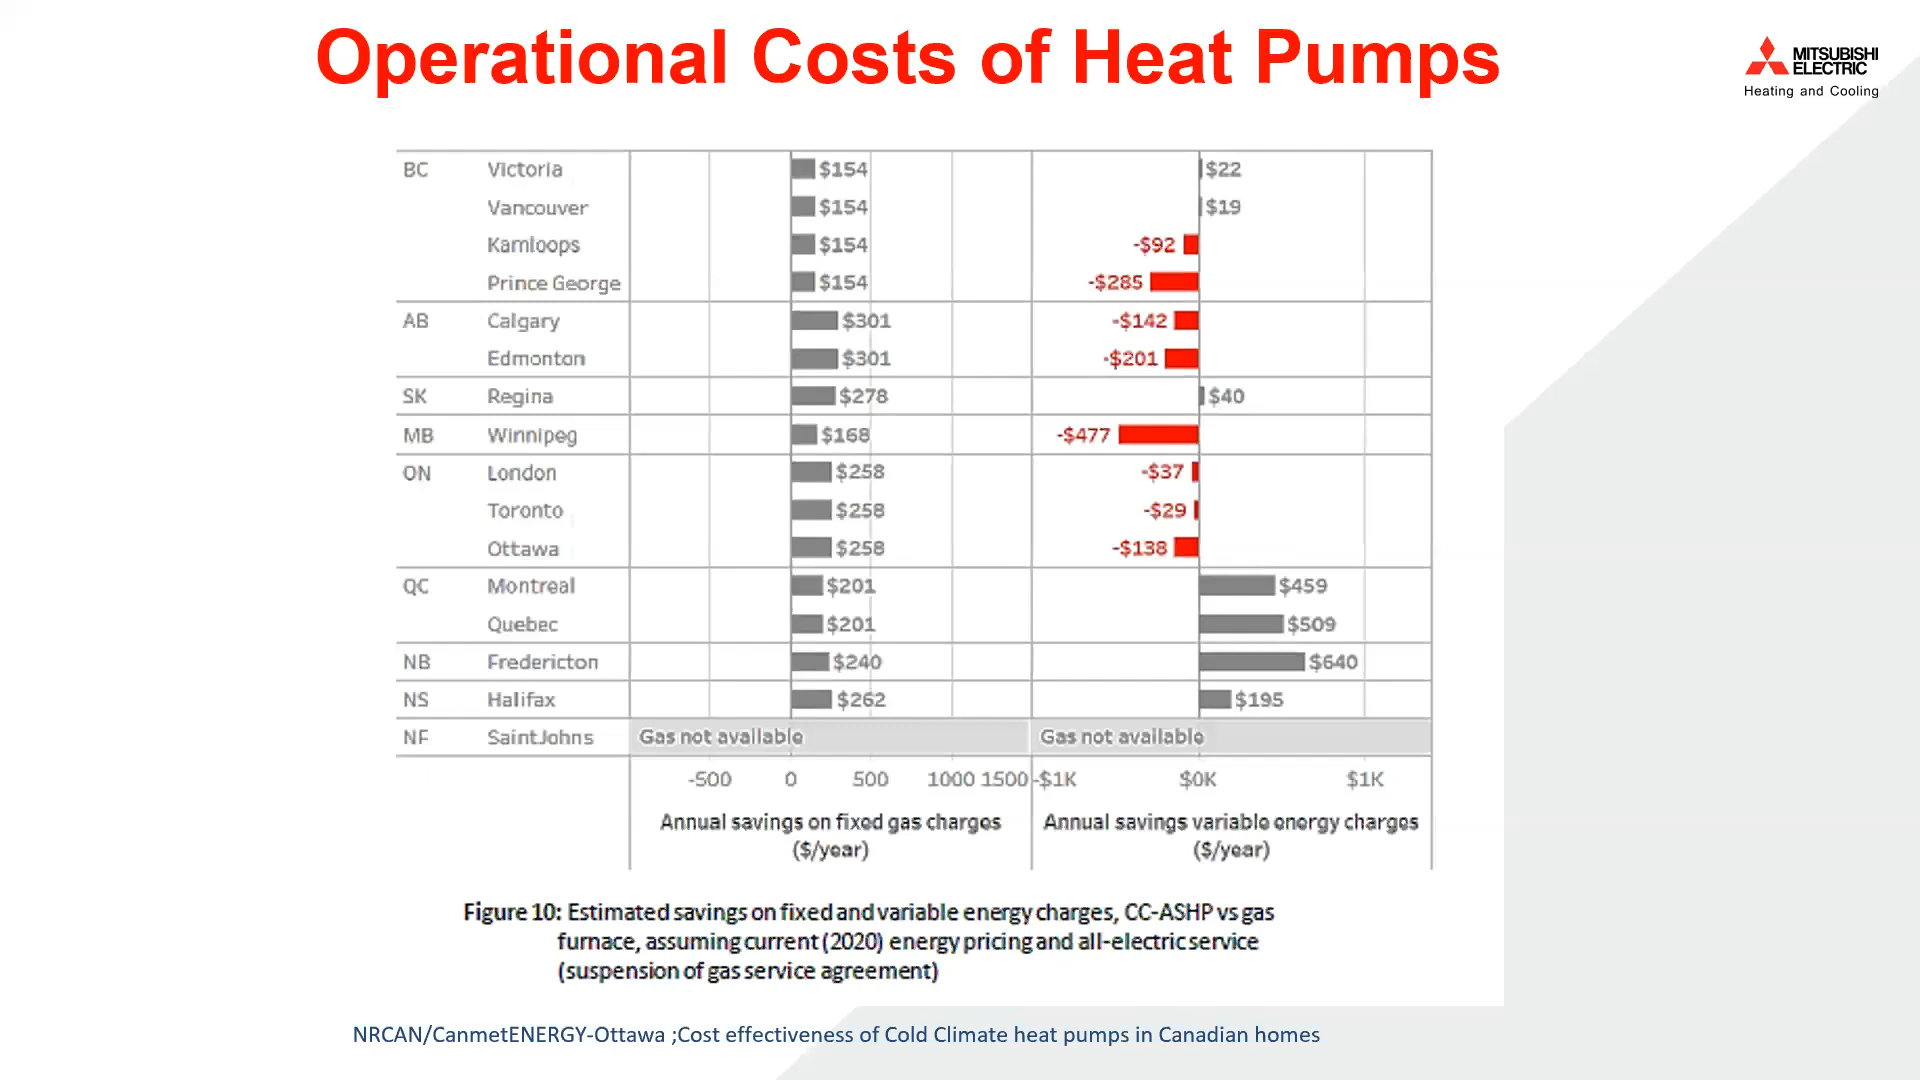 Operational Costs of Heat Pumps
MITSUBISHI
ELECTRIC
Heating and Cooling
BC Victoria $154 $22
Vancouver $154 $19
Kamloops $154 -$92
Prince George $154 -$285
AB Calgary $301 -$142
Edmonton $301 -$201
SK Regina $278 $40
MB Winnipeg $168 -$477
ON London $258 -$37
Toronto $258 -$29
Ottawa $258 -$138
QC Montreal $201 $459
Quebec $201 $509
NB Fredericton $240 $640
NS Halifax $262 $195
NF SaintJohns Gas not available Gas not available
-500 0 500 1000 1500 -$1K $0K $1K
Annual savings on fixed gas charges
($/year)
Annual savings variable energy charges
($/year)
Figure 10: Estimated savings on fixed and variable energy charges, CC-ASHP vs gas
furnace, assuming current (2020) energy pricing and all-electric service
(suspension of gas service agreement)
NRCAN/CanmetENERGY-Ottawa ;Cost effectiveness of Cold Climate heat pumps in Canadian homes